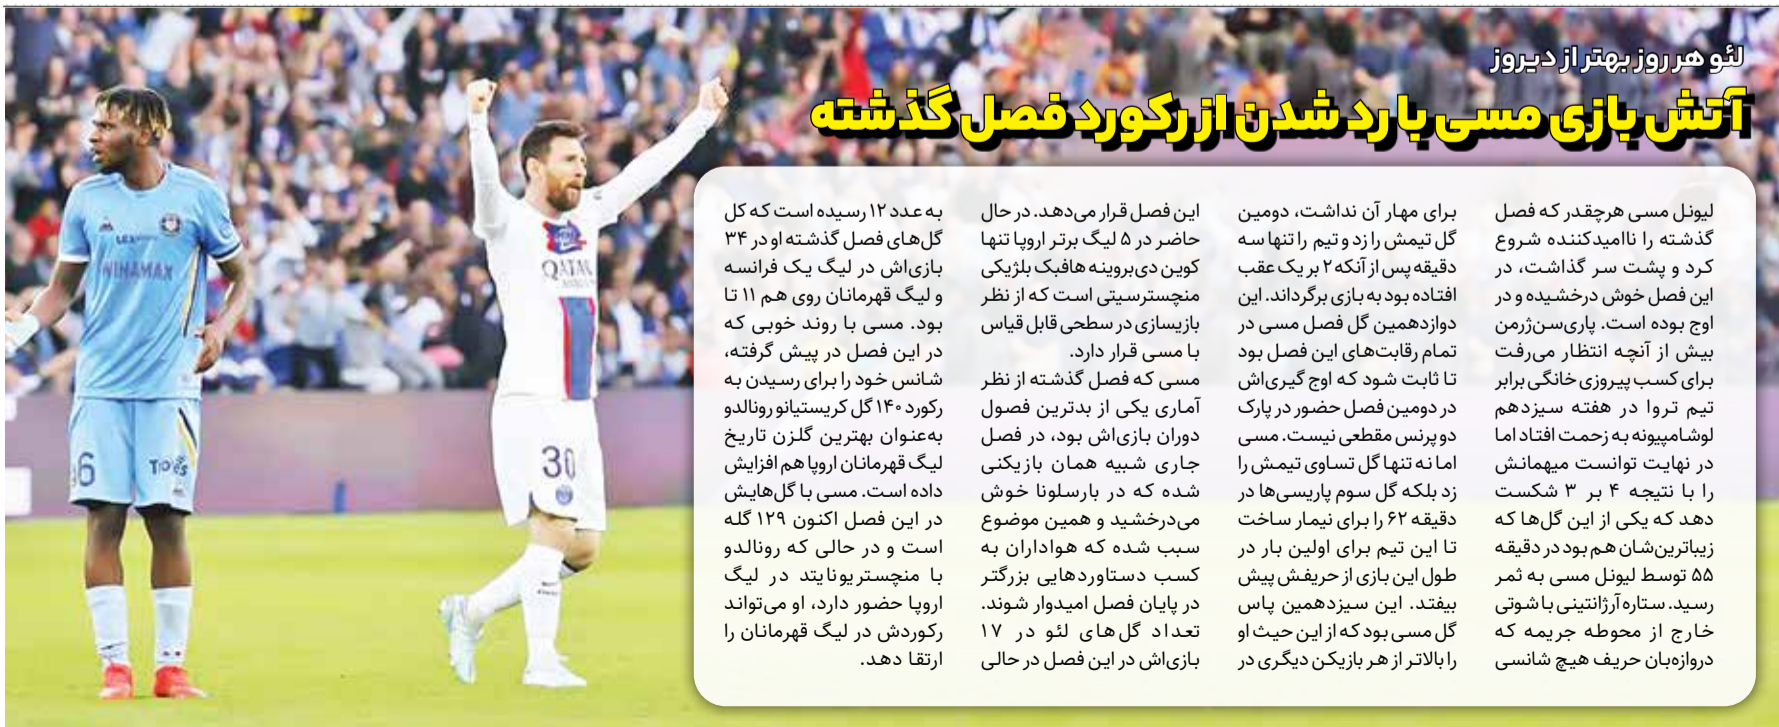 لئو هر روز بهتر از دیروز
آتش بازی مسی با رد شدن از رکورد فصل گذشته
لیونل مسی هرچقدر که فصل
گذشته را ناامیدکننده شروع
کرد و پشت سر گذاشت، در
این فصل خوش درخشیده و در
اوج بوده است. پاری‌سن‌ژرمن
بیش از آنچه انتظار می‌رفت
برای کسب پیروزی خانگی برابر
تیم تروا در هفته سیزدهم
لوشامپیونه به زحمت افتاد اما
در نهایت توانست میهمانش
را با نتیجه ۴ بر ۳ شکست
دهد که یکی از این گل‌ها که
زیباترین‌شان هم بود در دقیقه
۵۵ توسط لیونل مسی به ثمر
رسید. ستاره آرژانتینی با شوتی
خارج از محوطه جریمه که
دروازه‌بان حریف هیچ شانسی
برای مهار آن نداشت، دومین
گل تیمش را زد و تیم را تنها سه
دقیقه پس از آنکه ۲ بر یک عقب
افتاده بود به بازی برگرداند. این
دوازدهمین گل فصل مسی در
تمام رقابت‌های این فصل بود
تا ثابت شود که اوج گیری‌اش
در دومین فصل حضور در پارک
دو پرنس مقطعی نیست. مسی
اما نه تنها گل تساوی تیمش را
زد بلکه گل سوم پاریسی‌ها در
دقیقه ۶۲ را برای نیمار ساخت
تا این تیم برای اولین بار در
طول این بازی از حریفش پیش
بیفتد. این سیزدهمین پاس
گل مسی بود که از این حیث او
را بالاتر از هر بازیکن دیگری در
این فصل قرار می‌دهد. در حال
حاضر در ۵ لیگ برتر اروپا تنها
کوین دی‌بروینه هافبک بلژیکی
منچسترسیتی است که از نظر
بازیسازی در سطحی قابل قیاس
با مسی قرار دارد.
مسی که فصل گذشته از نظر
آماری یکی از بدترین فصول
دوران بازی‌اش بود، در فصل
جاری شبیه همان بازیکنی
شده که در بارسلونا خوش
می‌درخشید و همین موضوع
سبب شده که هواداران به
کسب دستاوردهایی بزرگتر
در پایان فصل امیدوار شوند.
تعداد گل‌های لئو در ۱۷
بازی‌اش در این فصل در حالی
به عدد ۱۲ رسیده است که کل
گل‌های فصل گذشته او در ۳۴
بازی‌اش در لیگ یک فرانسه
و لیگ قهرمانان روی هم ۱۱ تا
بود. مسی با روند خوبی که
در این فصل در پیش گرفته،
شانس خود را برای رسیدن به
رکورد ۱۴۰ گل کریستیانو رونالدو
به‌عنوان بهترین گلزن تاریخ
لیگ قهرمانان اروپا هم افزایش
داده است. مسی با گل‌هایش
در این فصل اکنون ۱۲۹ گله
است و در حالی که رونالدو
با منچستریونایتد در لیگ
اروپا حضور دارد، او می‌تواند
رکوردش در لیگ قهرمانان را
ارتقا دهد.
WINAMAX
QATAR
30
6